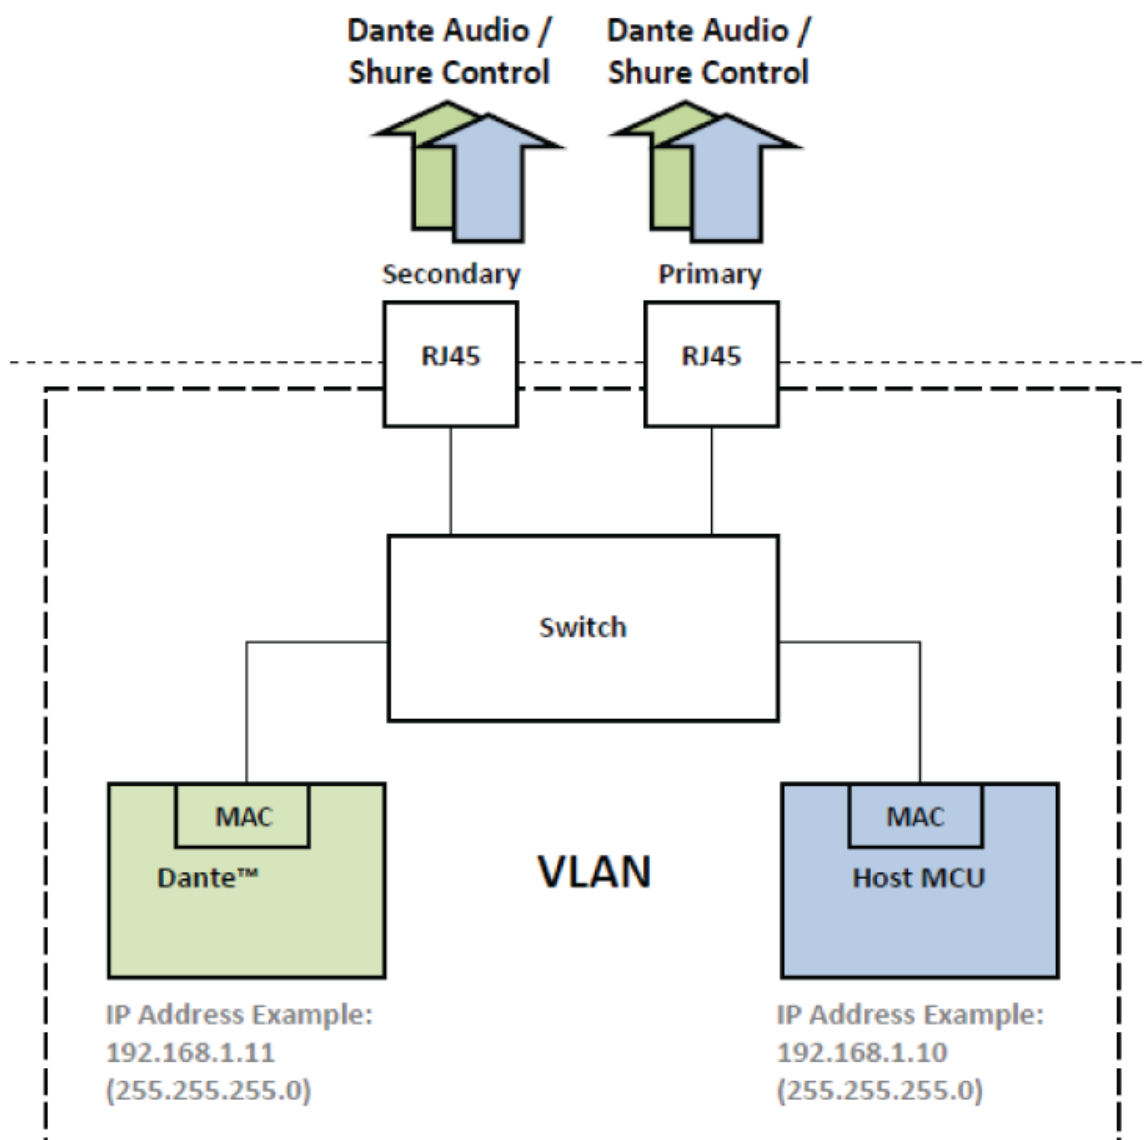 Dante Audio /
Shure Control
Dante Audio /
Shure Control
Secondary
Primary
RJ45
RJ45
Switch
MAC
Dante™
VLAN
MAC
Host MCU
IP Address Example:
192.168.1.11
(255.255.255.0)
IP Address Example:
192.168.1.10
(255.255.255.0)